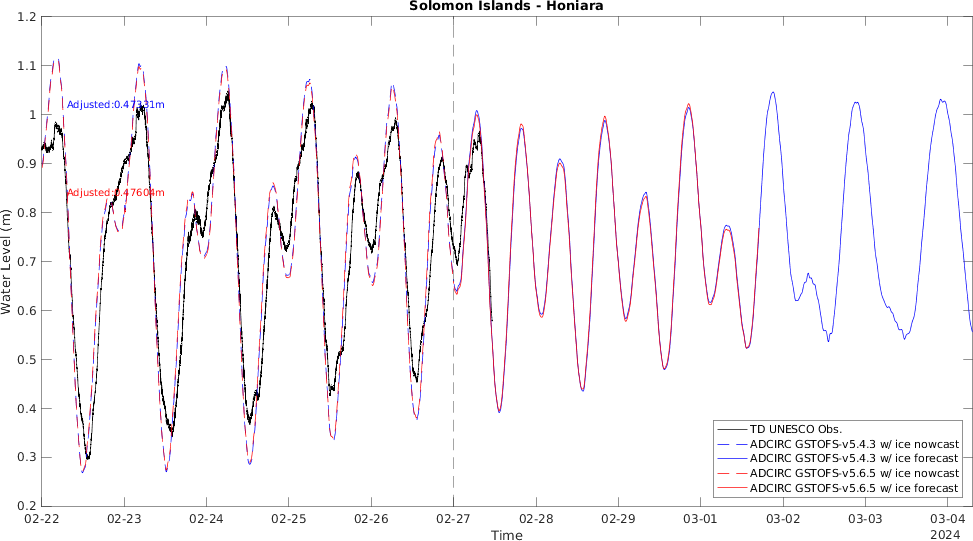 Solomon Islands - Honiara
1.2
1.1
1
0.9
0.8
0.7
0.6
0.5
0.4
0.3
0.2
Water Level (m)
Adjusted:0.47331m
Adjusted:0.47604m
TD UNESCO Obs.
ADCIRC GSTOFS-v5.4.3 w/ ice nowcast
ADCIRC GSTOFS-v5.4.3 w/ ice forecast
ADCIRC GSTOFS-v5.6.5 w/ ice nowcast
ADCIRC GSTOFS-v5.6.5 w/ ice forecast
02-22 02-23 02-24 02-25 02-26 02-27 02-28 02-29 03-01 03-02 03-03 03-04
2024
Time